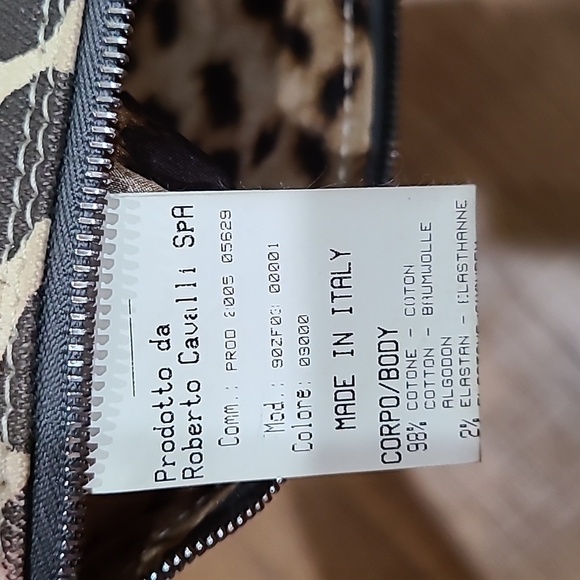 Prodotto da
Roberto Cavalli SpA
Comm.: PROD 2005 05629
Mod.: 00001
Colore: 09000
MADE IN ITALY
CORPO/BODY
98% COTONE - COTON
COTTON - BAUMWOLLE
ALGODON
2% ELASTAN - ELASTHANNE